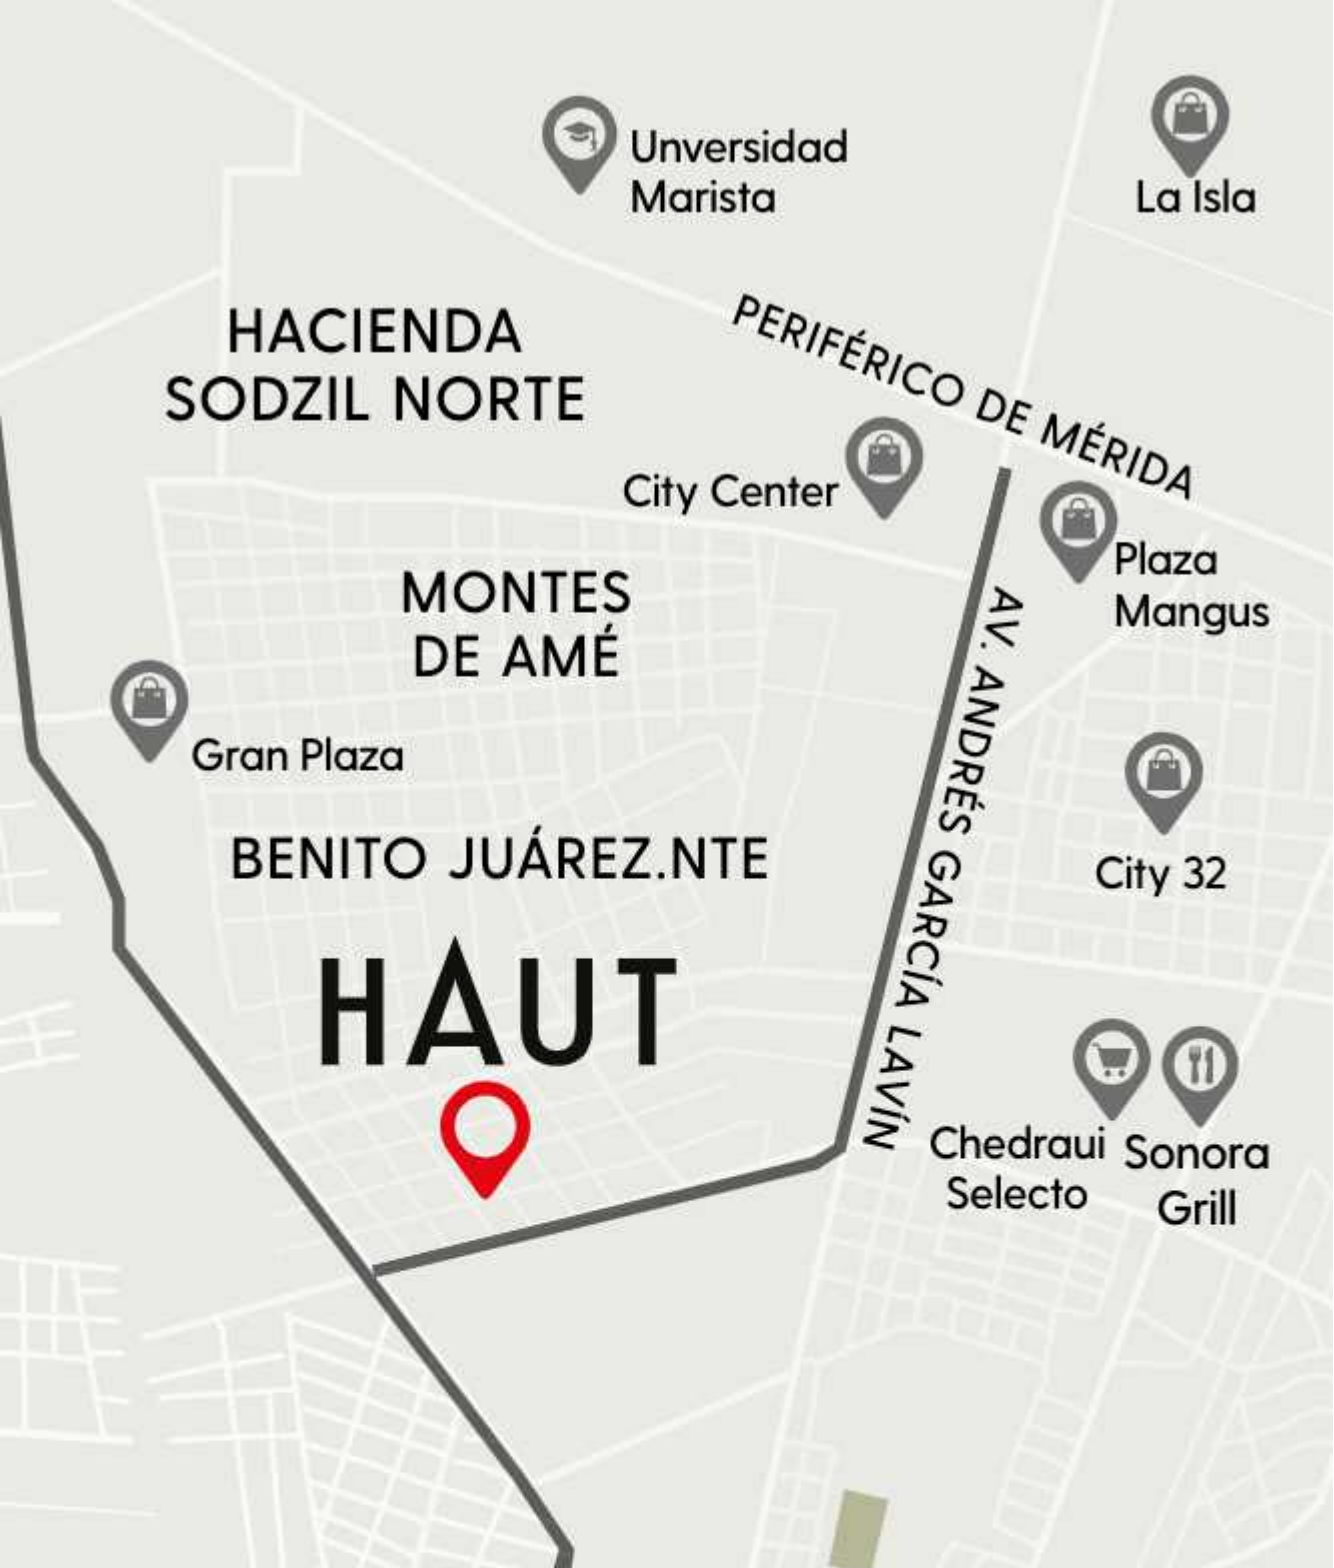 Unversidad
Marista
La Isla
HACIENDA
SODZIL NORTE
PERIFÉRICO DE MÉRIDA
City Center
Plaza
Mangus
MONTES
DE AMÉ
AV. ANDRÉS GARCÍA LAVÍN
Gran Plaza
City 32
BENITO JUÁREZ.NTE
HAUT
Chedraui
Selecto
Sonora
Grill